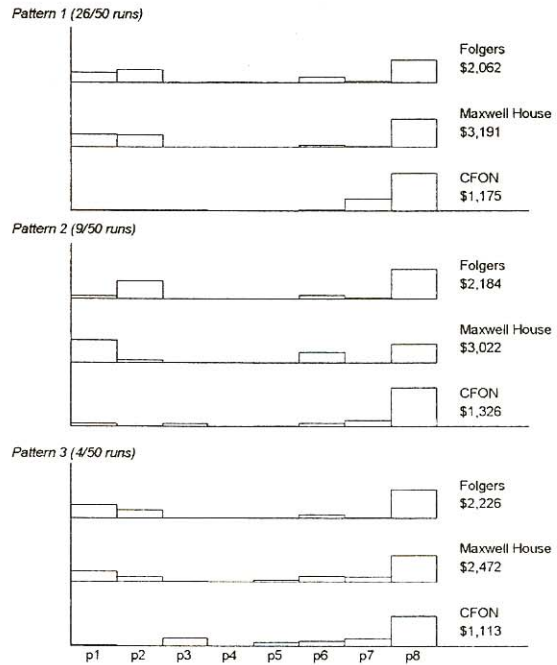 Pattern 1 (26/50 runs)
Folgers
$2,062
Maxwell House
$3,191
CFON
$1,175
Pattern 2 (9/50 runs)
Folgers
$2,184
Maxwell House
$3,022
CFON
$1,326
Pattern 3 (4/50 runs)
Folgers
$2,226
Maxwell House
$2,472
CFON
$1,113
p1 p2 p3 p4 p5 p6 p7 p8